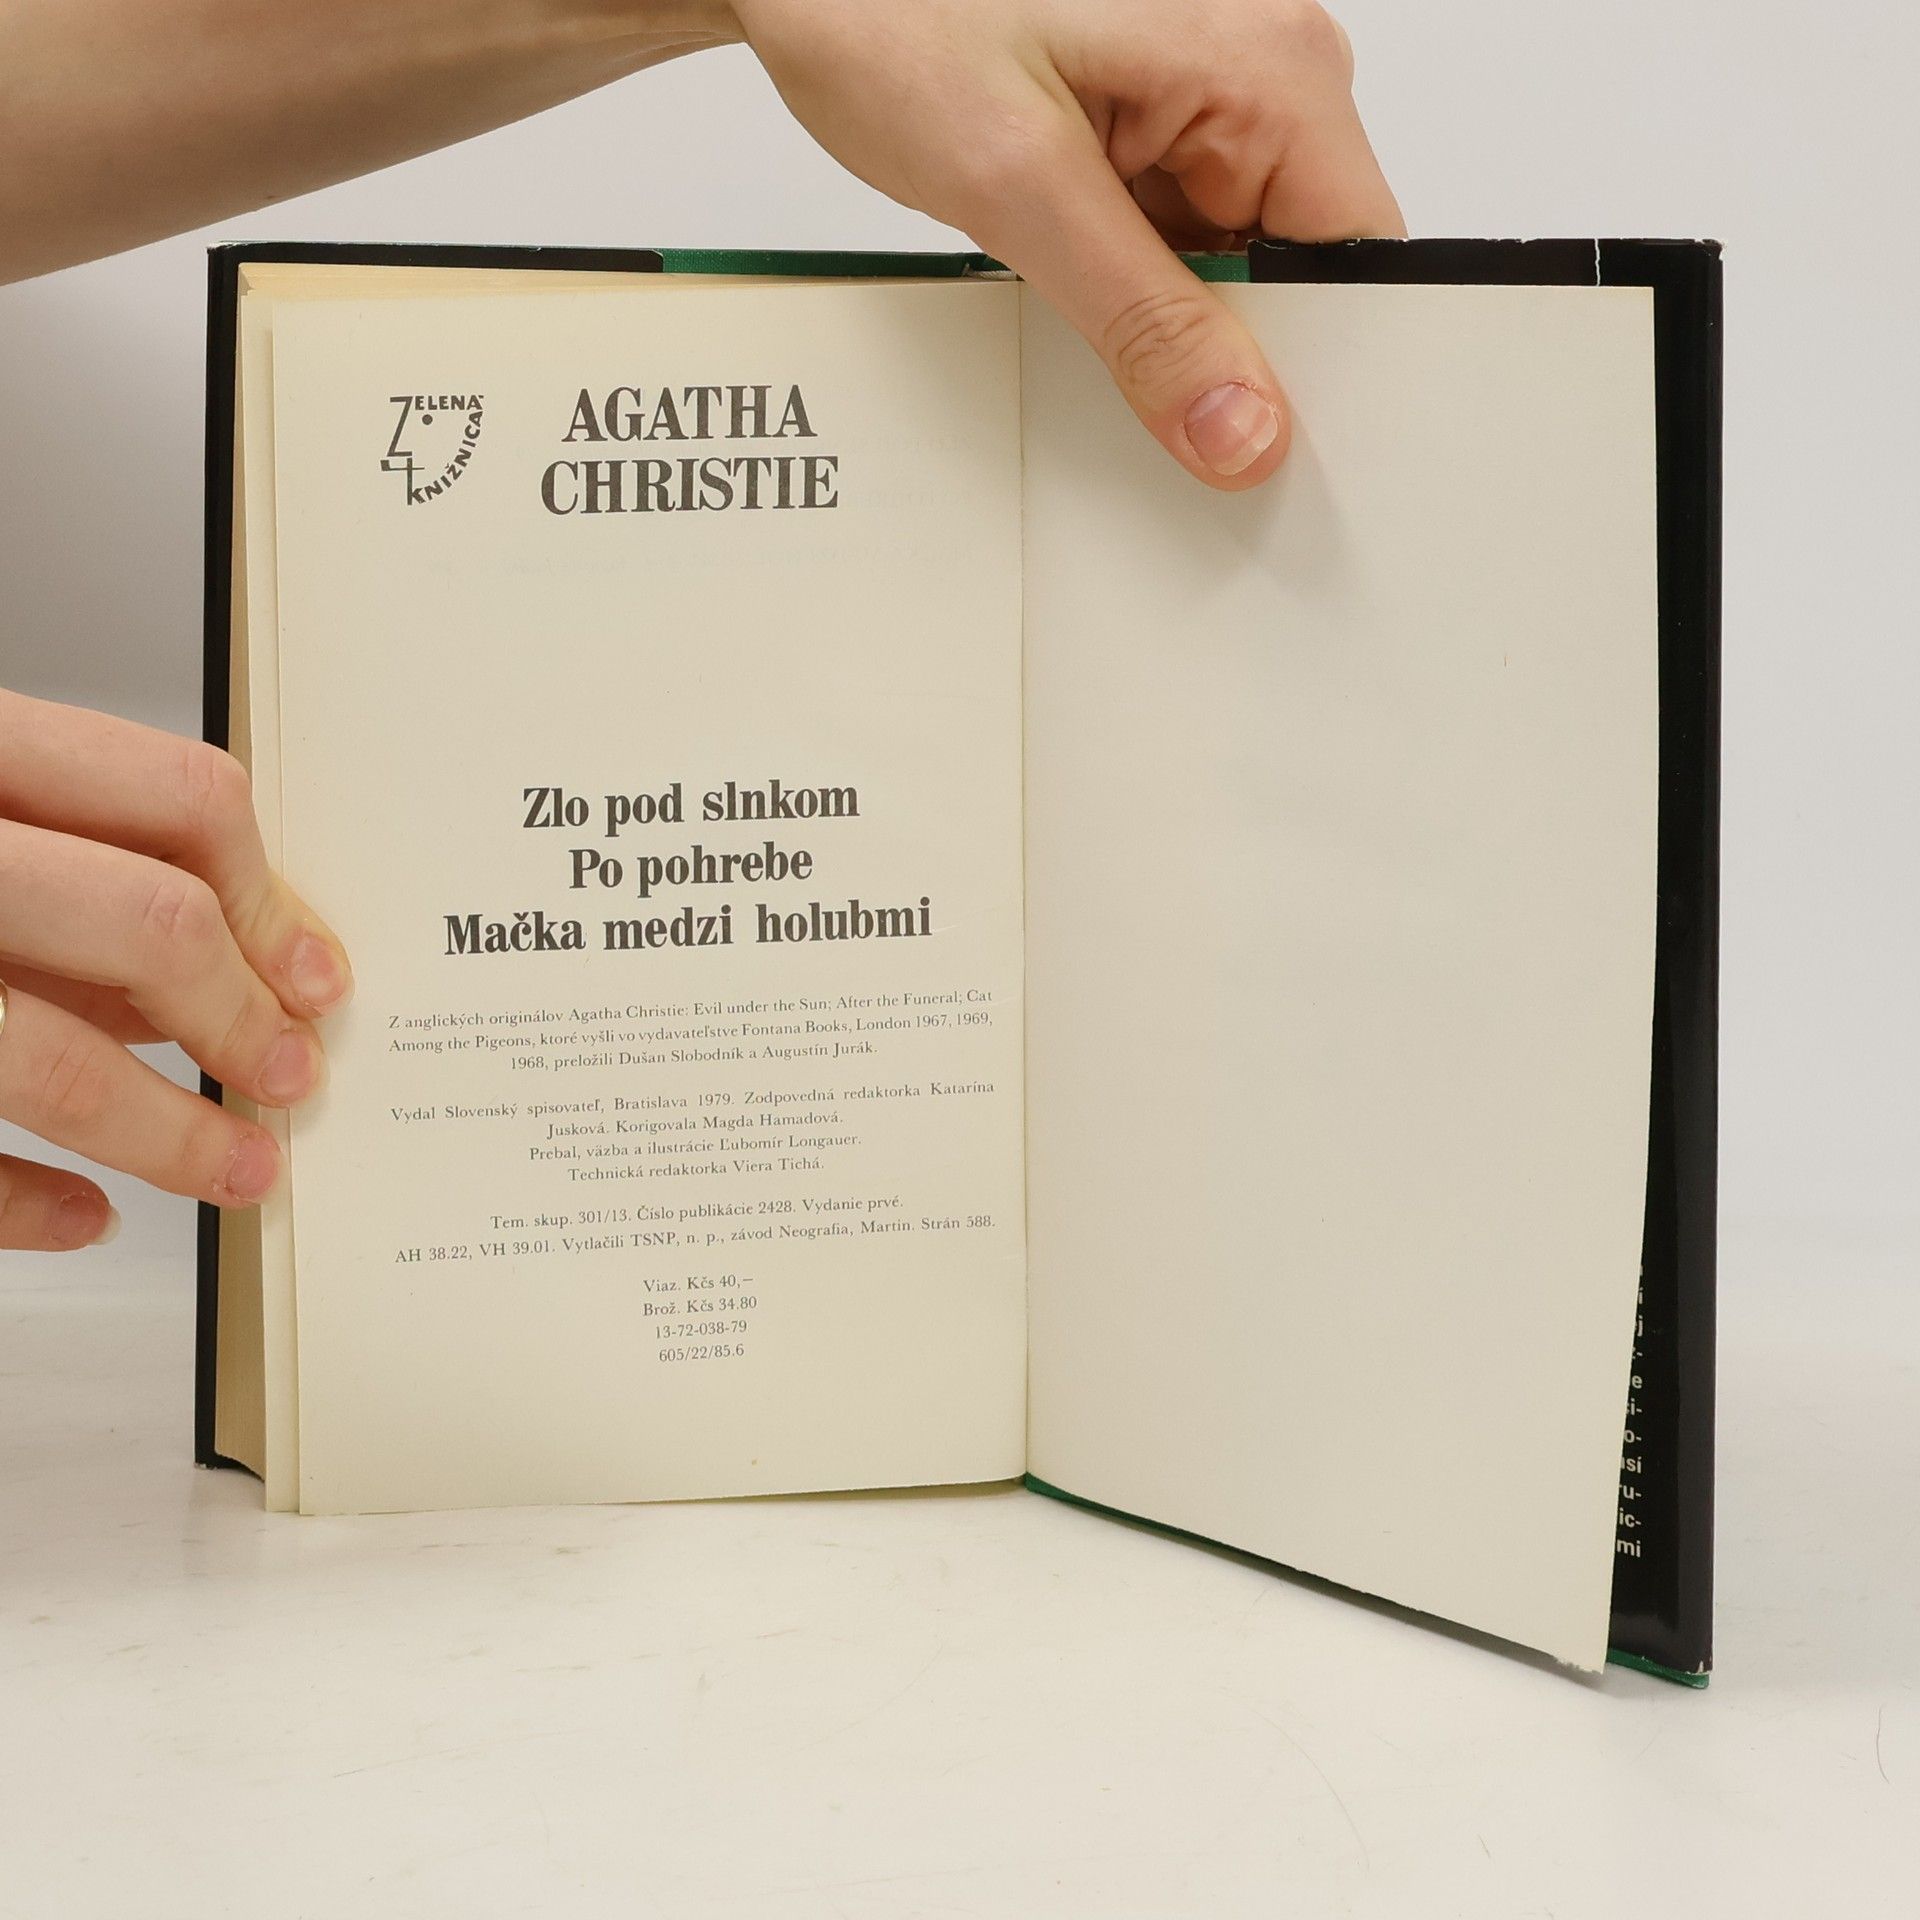 ZELENÁ KNIŽNICA
AGATHA
CHRISTIE
Zlo pod slnkom
Po pohrebe
Mačka medzi holubmi
Z anglických originálov Agatha Christie: Evil under the Sun; After the Funeral; Cat
Among the Pigeons, ktoré vyšli vo vydavateľstve Fontana Books, London 1967, 1969,
1968, preložili Dušan Slobodník a Augustín Jurák.
Vydal Slovenský spisovateľ, Bratislava 1979. Zodpovedná redaktorka Katarína
Jusková. Korigovala Magda Hamadová.
Prebal, väzba a ilustrácie Ľubomír Longauer.
Technická redaktorka Viera Tichá.
Tem. skup. 301/13. Číslo publikácie 2428. Vydanie prvé.
AH 38.22, VH 39.01. Vytlačili TSNP, n. p., závod Neografia, Martin. Strán 588.
Viaz. Kčs 40,—
Brož. Kčs 34.80
13-72-038-79
605/22/85.6